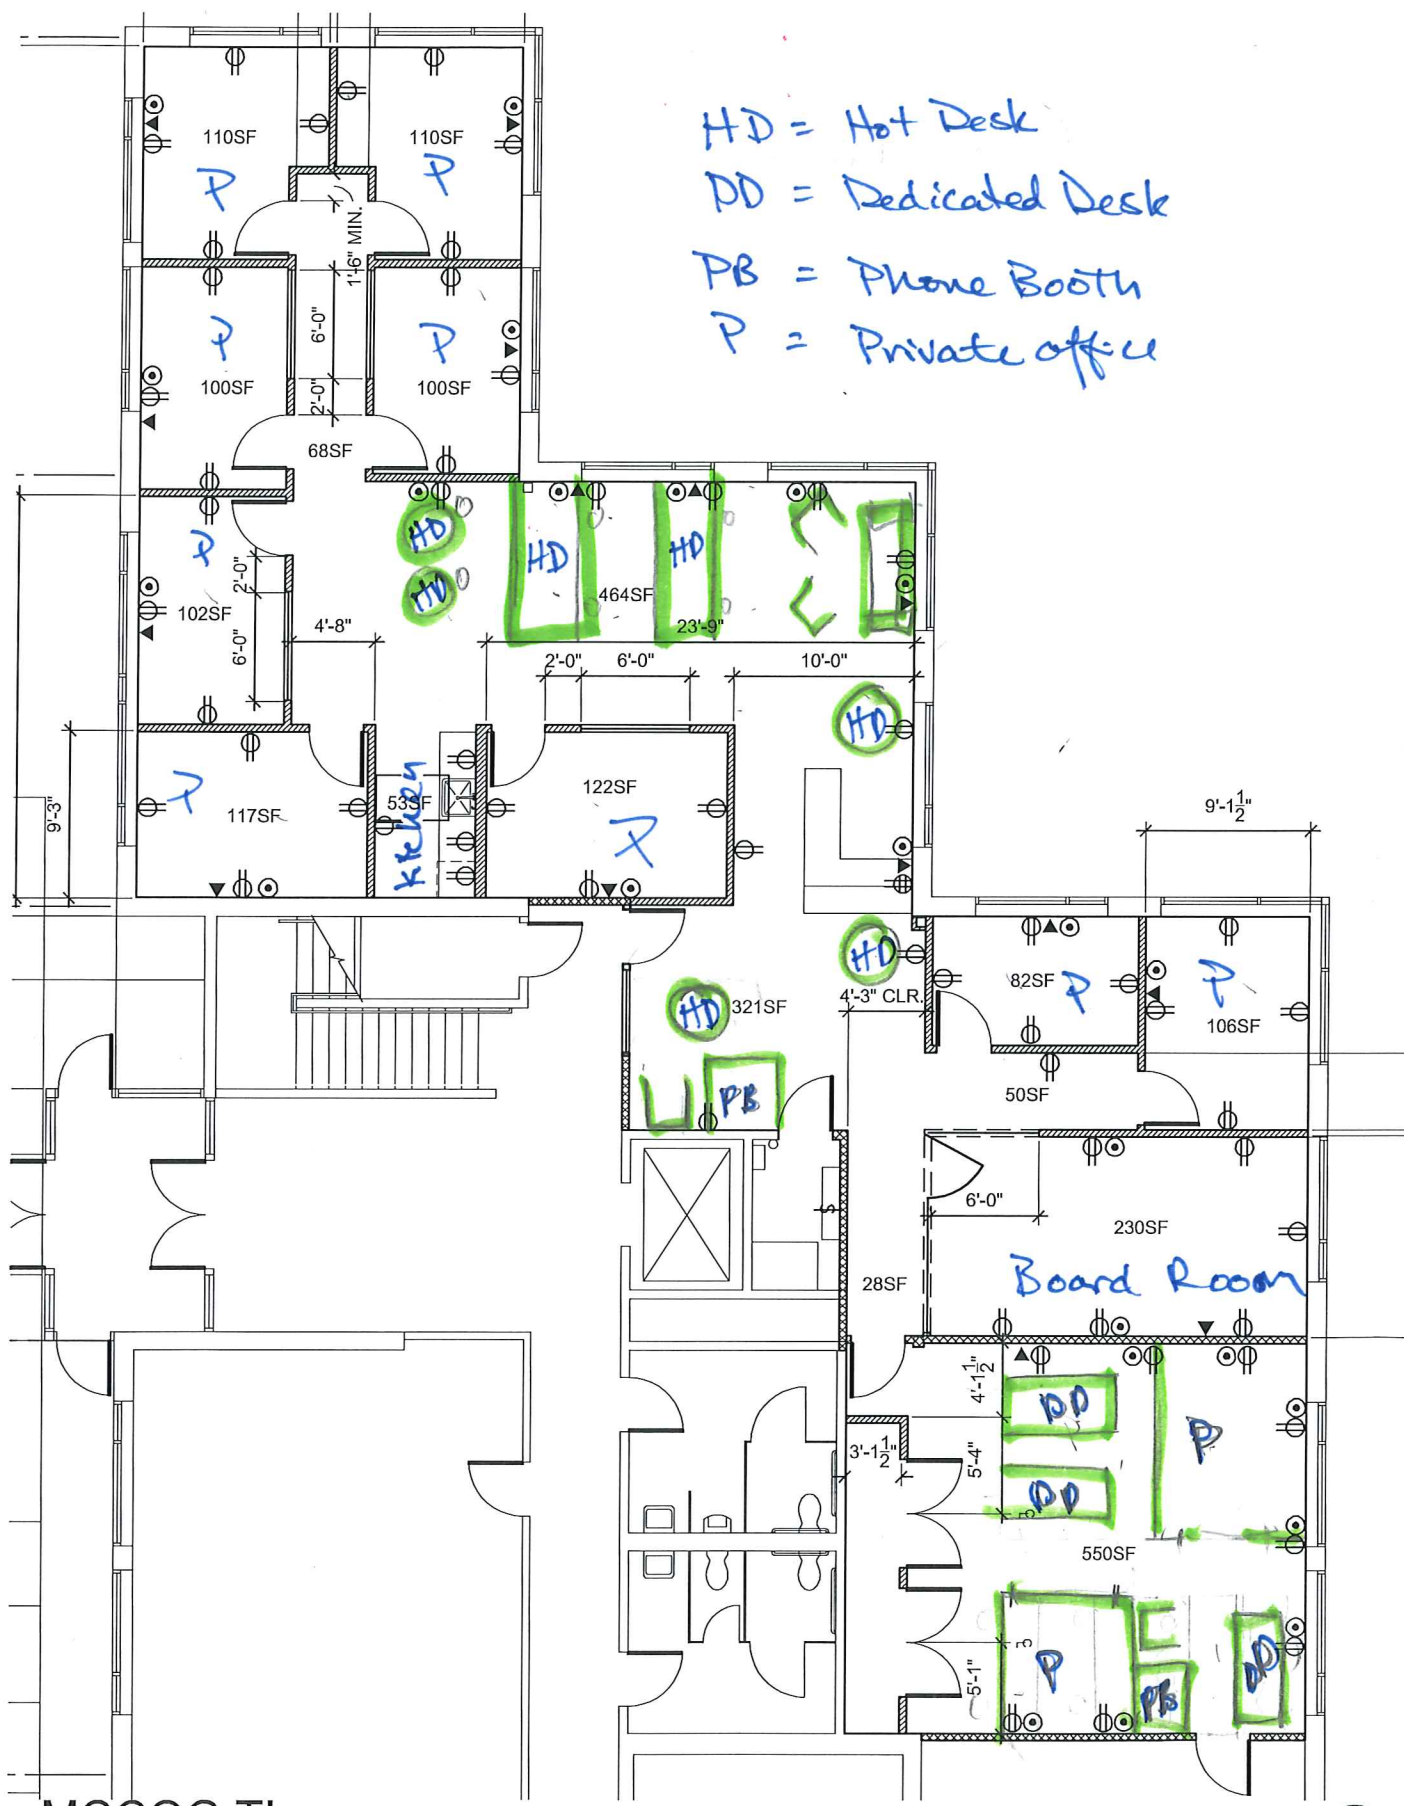 HD = Hot Desk
DD = Dedicated Desk
PB = Phone Booth
P = Private office
110SF
110SF
P
P
1'-6" MIN.
6'-0"
P
P
100SF
100SF
2'-0"
68SF
HD
HD
HD
HD
P
2'-0"
102SF
464SF
4'-8"
23'-9"
6'-0"
2'-0"
6'-0"
10'-0"
HD
9'-3"
P
117SF
53SF
Kitchen
122SF
P
9'-1 1/2"
HD
82SF
P
P
106SF
HD
321SF
4'-3" CLR.
PB
50SF
6'-0"
S
230SF
28SF
Board Room
4'-1 1/2"
DD
P
3'-1 1/2"
5'-4"
DD
3
550SF
3
P
DD
5'-1"
PB